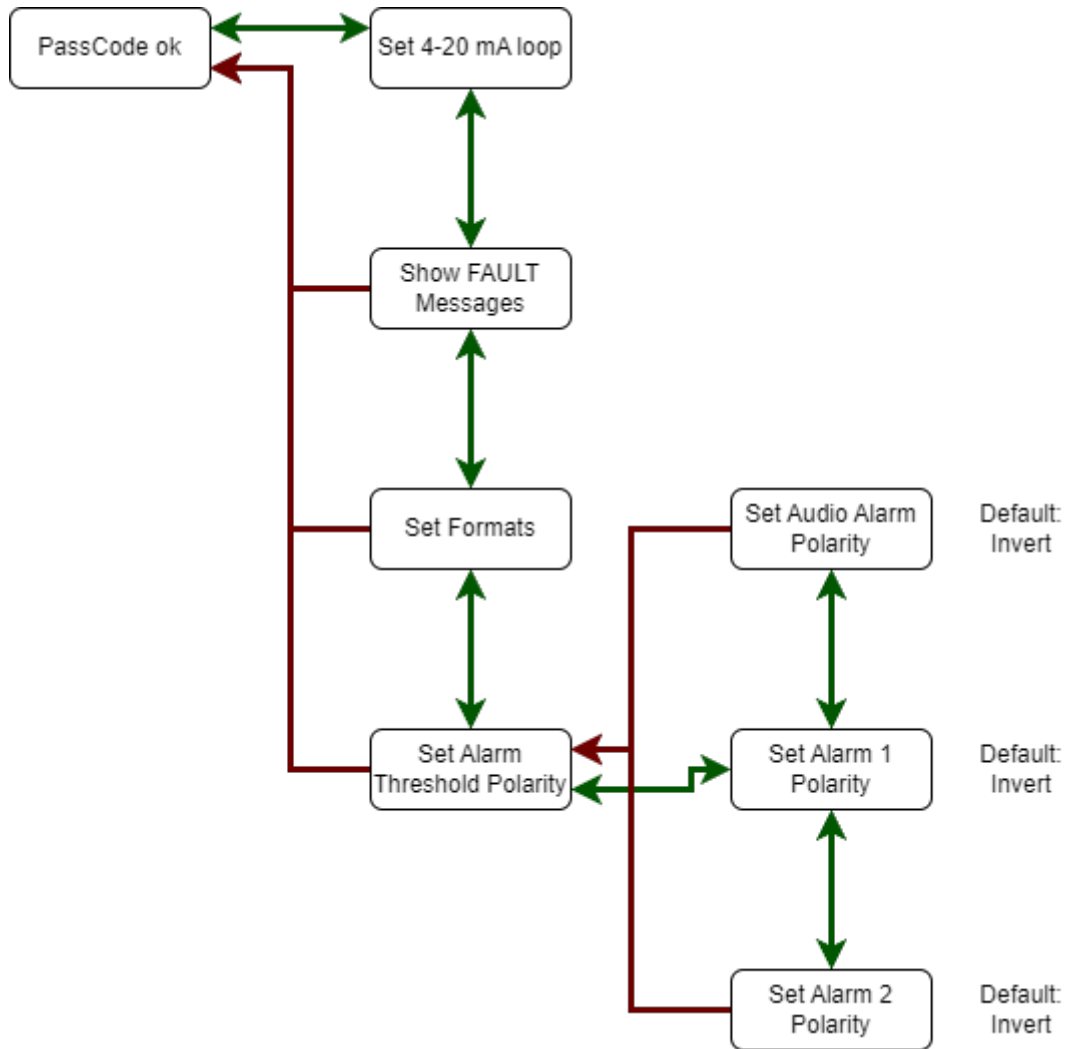 PassCode ok
Set 4-20 mA loop
Show FAULT
Messages
Set Formats
Set Audio Alarm
Polarity
Default:
Invert
Set Alarm
Threshold Polarity
Set Alarm 1
Polarity
Default:
Invert
Set Alarm 2
Polarity
Default:
Invert